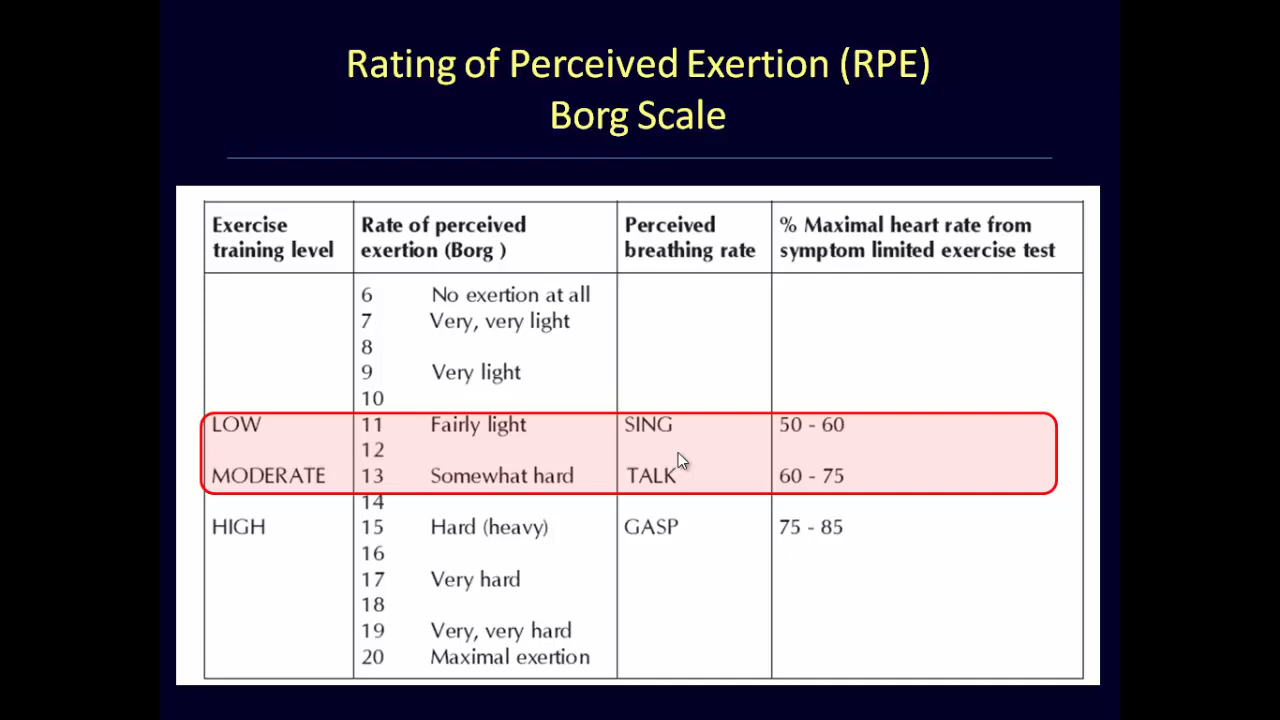 Rating of Perceived Exertion (RPE)
Borg Scale
Exercise training level | Rate of perceived exertion (Borg ) | Perceived breathing rate | % Maximal heart rate from symptom limited exercise test
6 No exertion at all
7 Very, very light
8
9 Very light
10
LOW 11 Fairly light SING 50 - 60
12
MODERATE 13 Somewhat hard TALK 60 - 75
14
HIGH 15 Hard (heavy) GASP 75 - 85
16
17 Very hard
18
19 Very, very hard
20 Maximal exertion